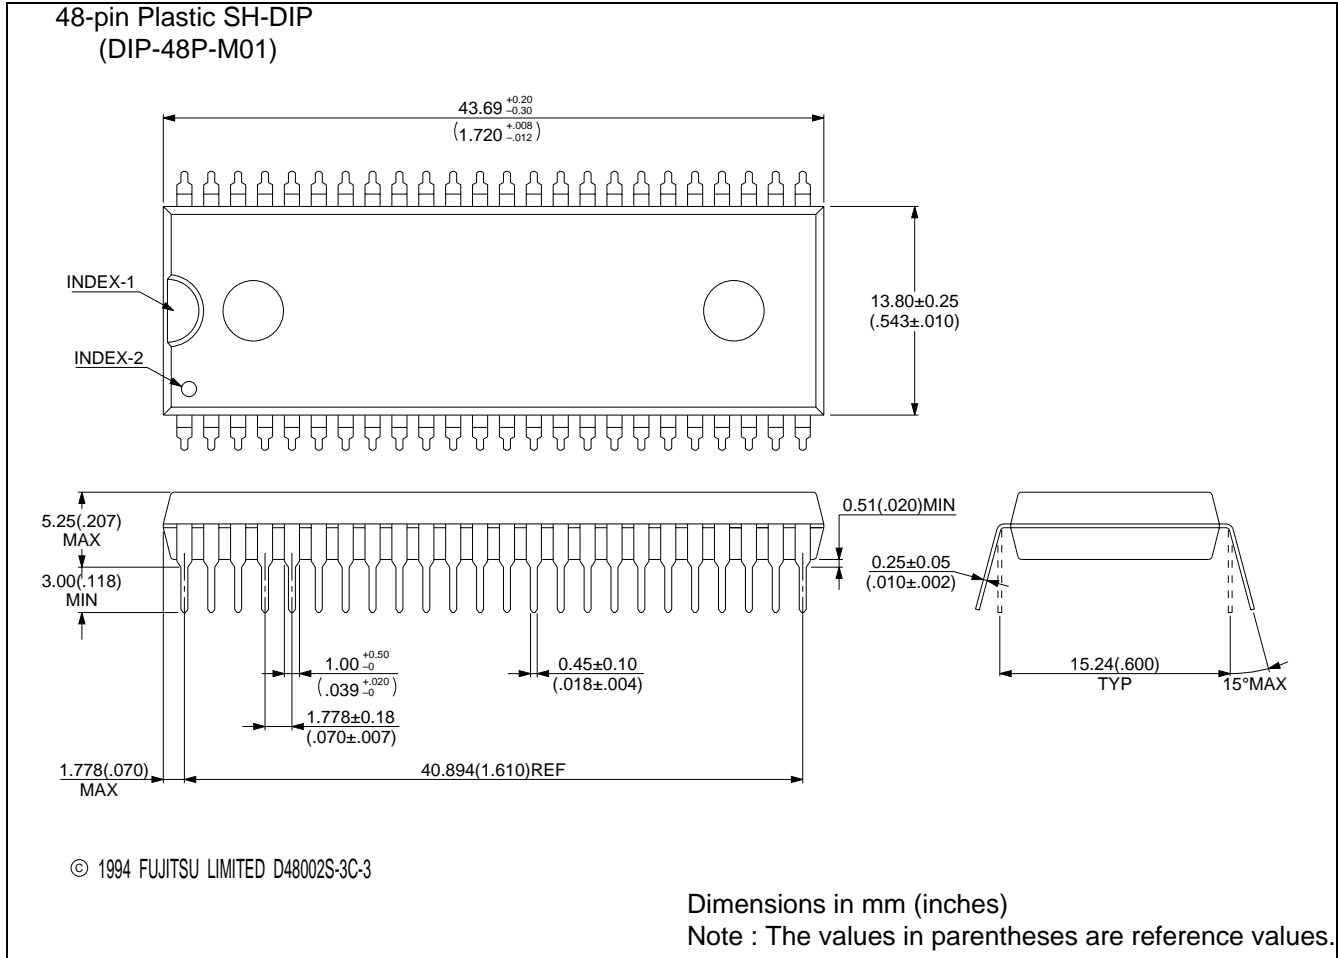 48-pin Plastic SH-DIP
(DIP-48P-M01)
43.69 +0.20 –0.30
(1.720 +.008 –.012)
INDEX-1
13.80±0.25
(.543±.010)
INDEX-2
5.25(.207)
MAX
0.51(.020)MIN
0.25±0.05
(.010±.002)
3.00(.118)
MIN
1.00 +0.50 –0
(.039 +.020 –0)
0.45±0.10
(.018±.004)
15.24(.600)
TYP
15°MAX
1.778±0.18
(.070±.007)
1.778(.070)
MAX
40.894(1.610)REF
© 1994 FUJITSU LIMITED D48002S-3C-3
Dimensions in mm (inches)
Note : The values in parentheses are reference values.